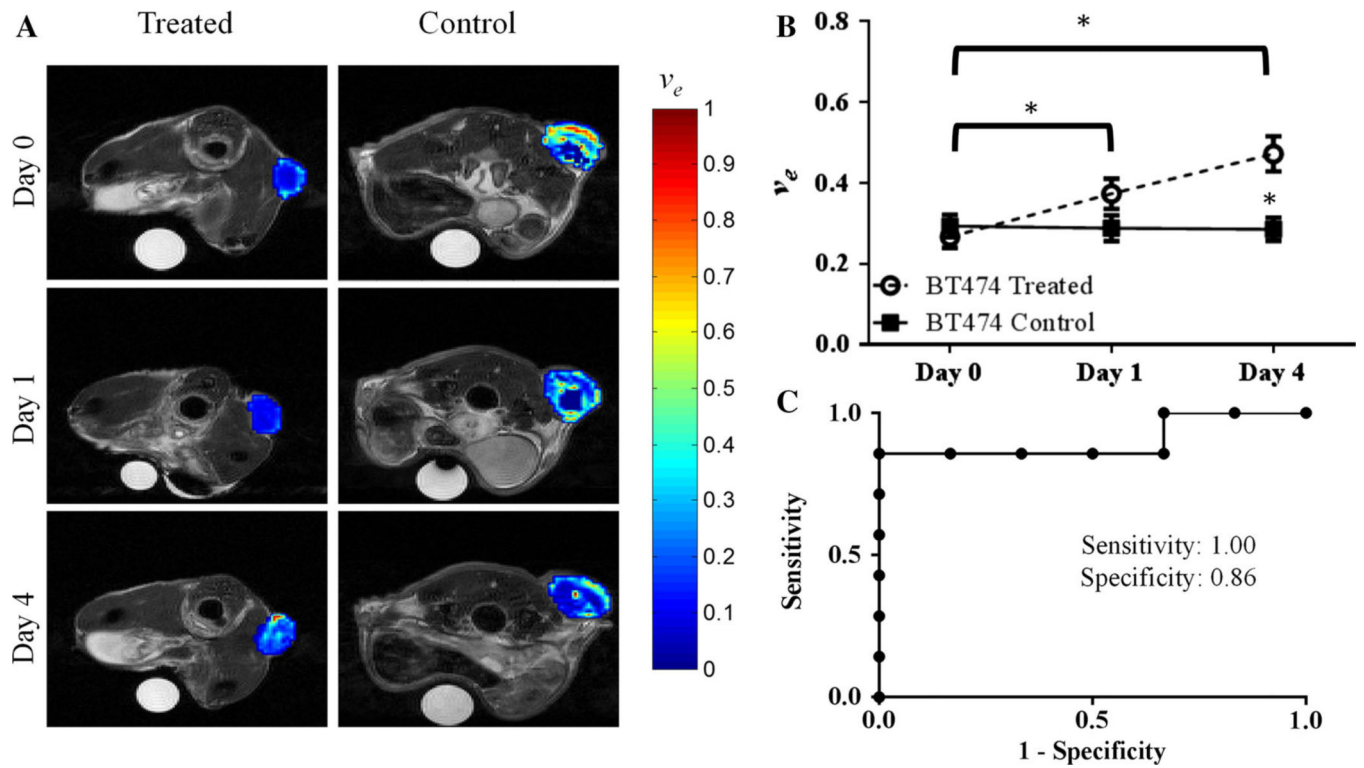 A
Treated
Control
Day 0
Day 1
Day 4
v_e
1
0.9
0.8
0.7
0.6
0.5
0.4
0.3
0.2
0.1
0
B
v_e
0.8
0.6
0.4
0.2
0.0
*
*
*
BT474 Treated
BT474 Control
Day 0
Day 1
Day 4
C
Sensitivity
1.0
0.5
0.0
Sensitivity: 1.00
Specificity: 0.86
0.0
0.5
1.0
1 - Specificity